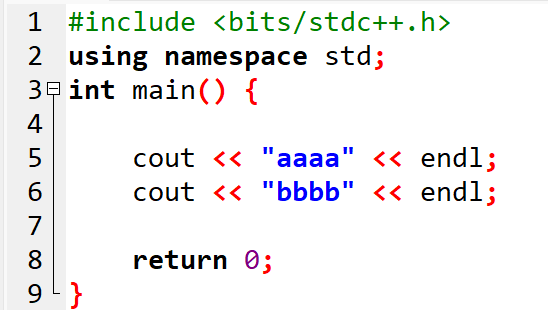 1 #include <bits/stdc++.h>
2 using namespace std;
3 int main() {
4
5     cout << "aaaa" << endl;
6     cout << "bbbb" << endl;
7
8     return 0;
9 }